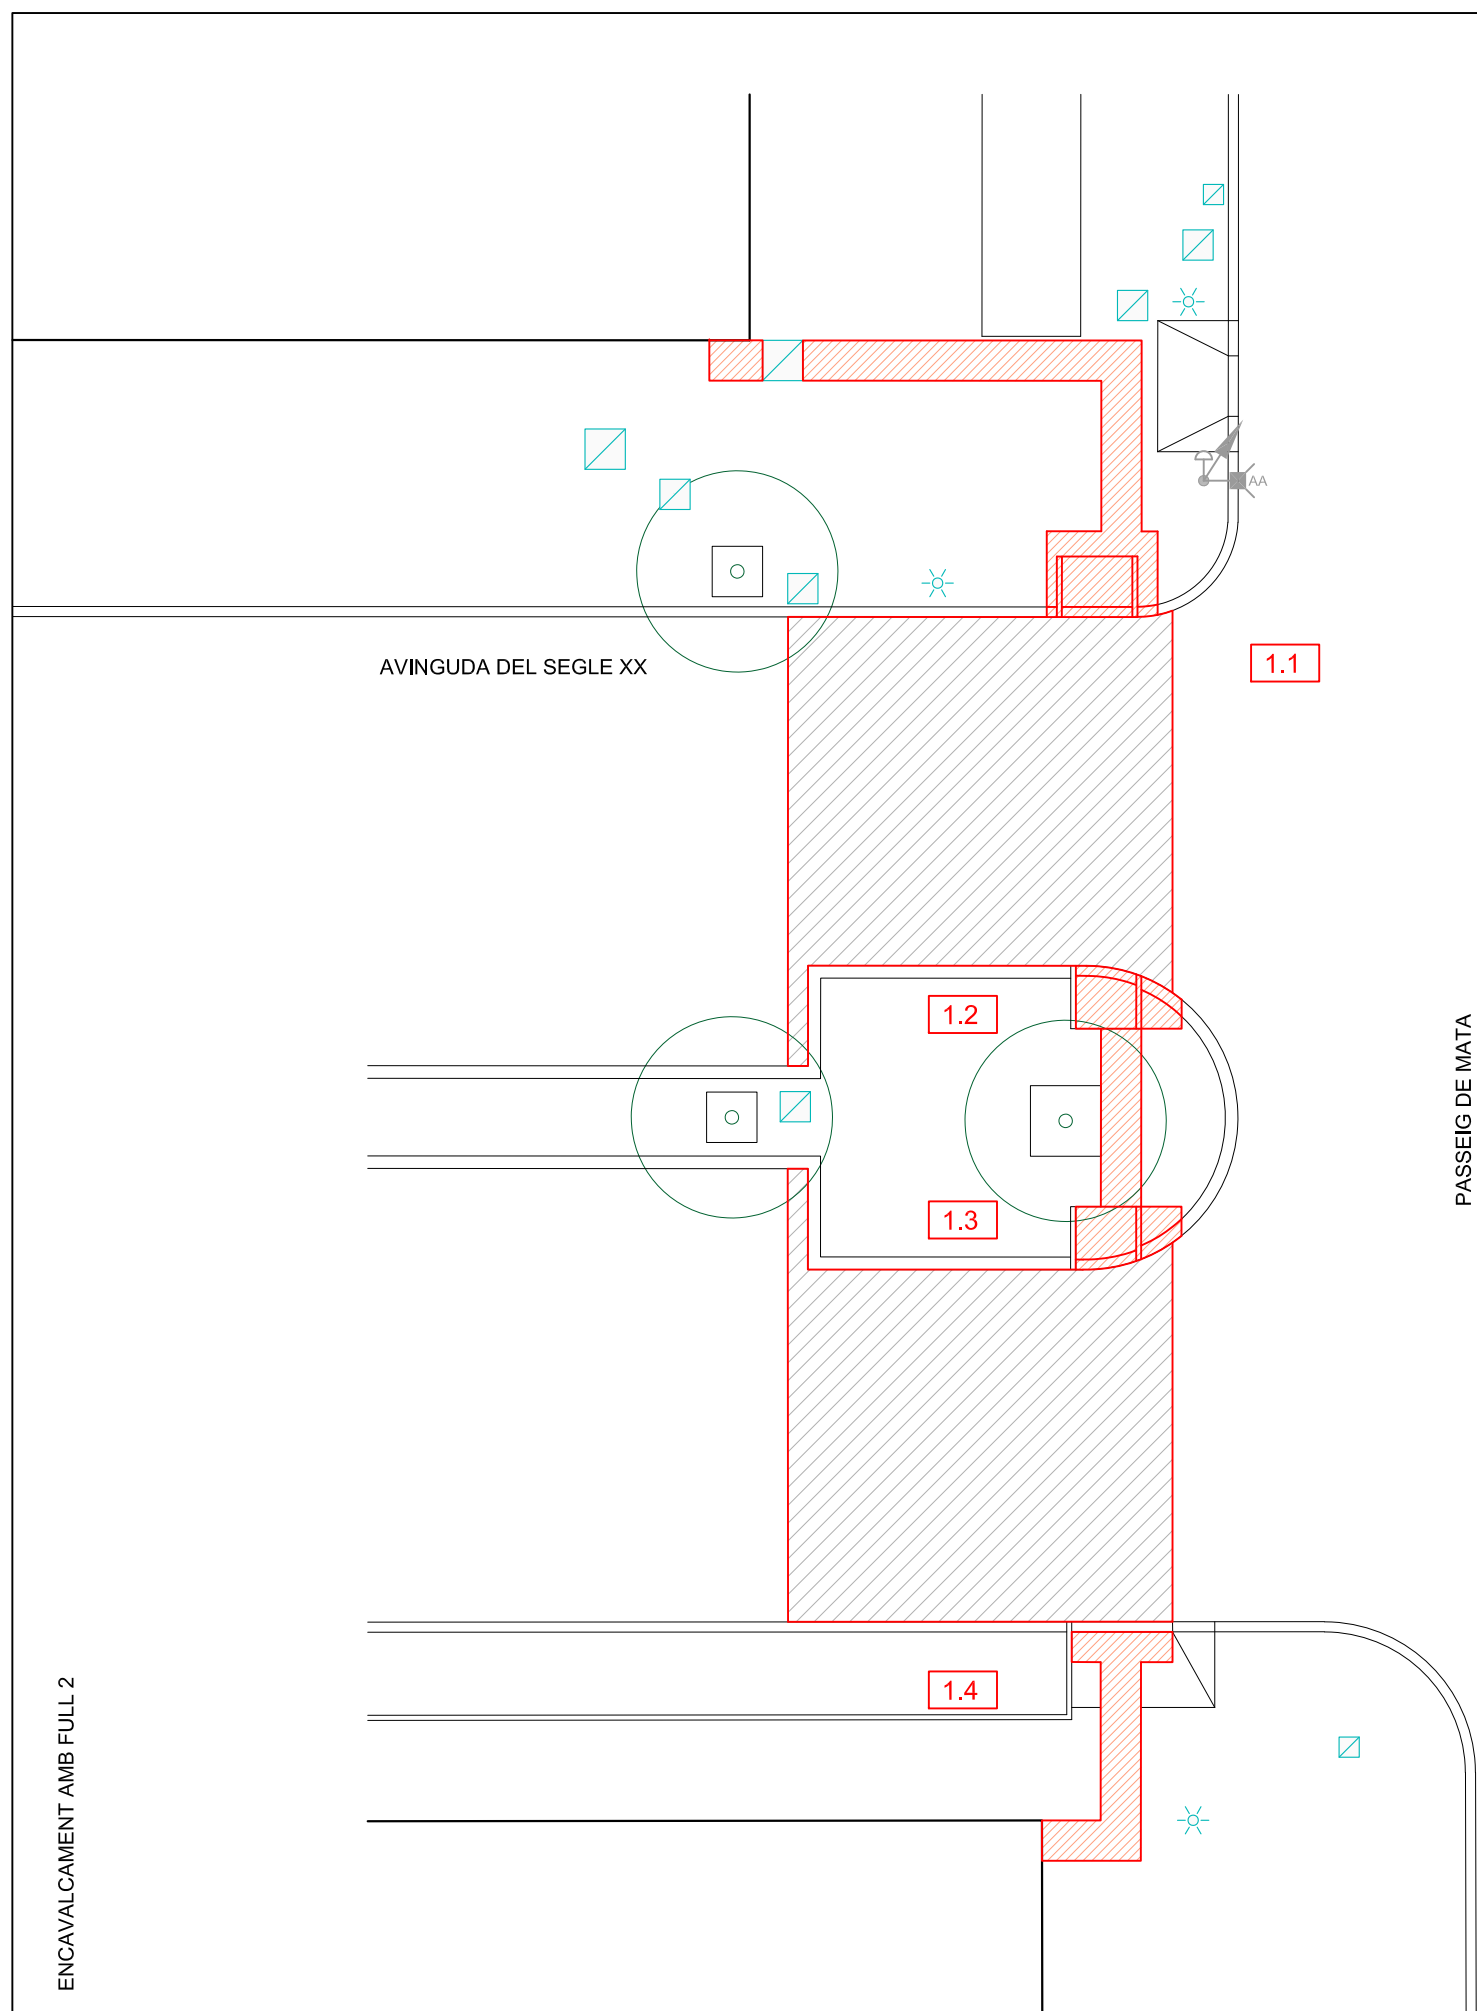 AA
1.1
AVINGUDA DEL SEGLE XX
1.2
PASSEIG DE MATA
1.3
1.4
ENCAVALCAMENT AMB FULL 2